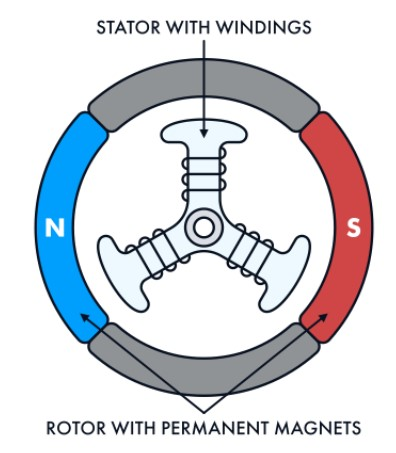 STATOR WITH WINDINGS
N
S
ROTOR WITH PERMANENT MAGNETS